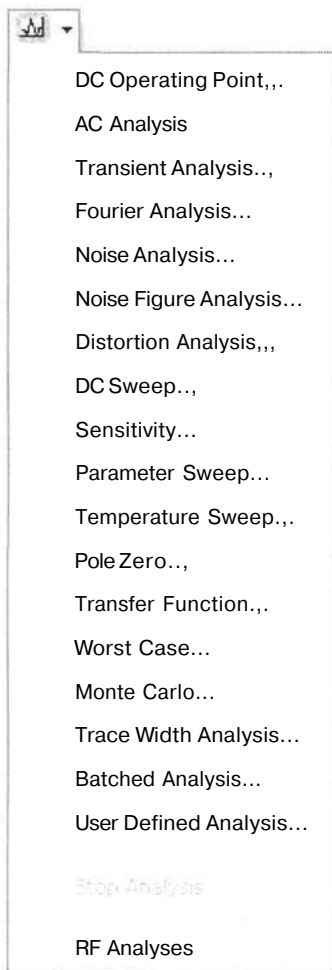 DC Operating Point,,.
AC Analysis
Transient Analysis..,
Fourier Analysis...
Noise Analysis...
Noise Figure Analysis...
Distortion Analysis,,,
DC Sweep..,
Sensitivity...
Parameter Sweep...
Temperature Sweep.,.
Pole Zero..,
Transfer Function.,.
Worst Case...
Monte Carlo...
Trace Width Analysis...
Batched Analysis...
User Defined Analysis...
Stop Analysis
RF Analyses